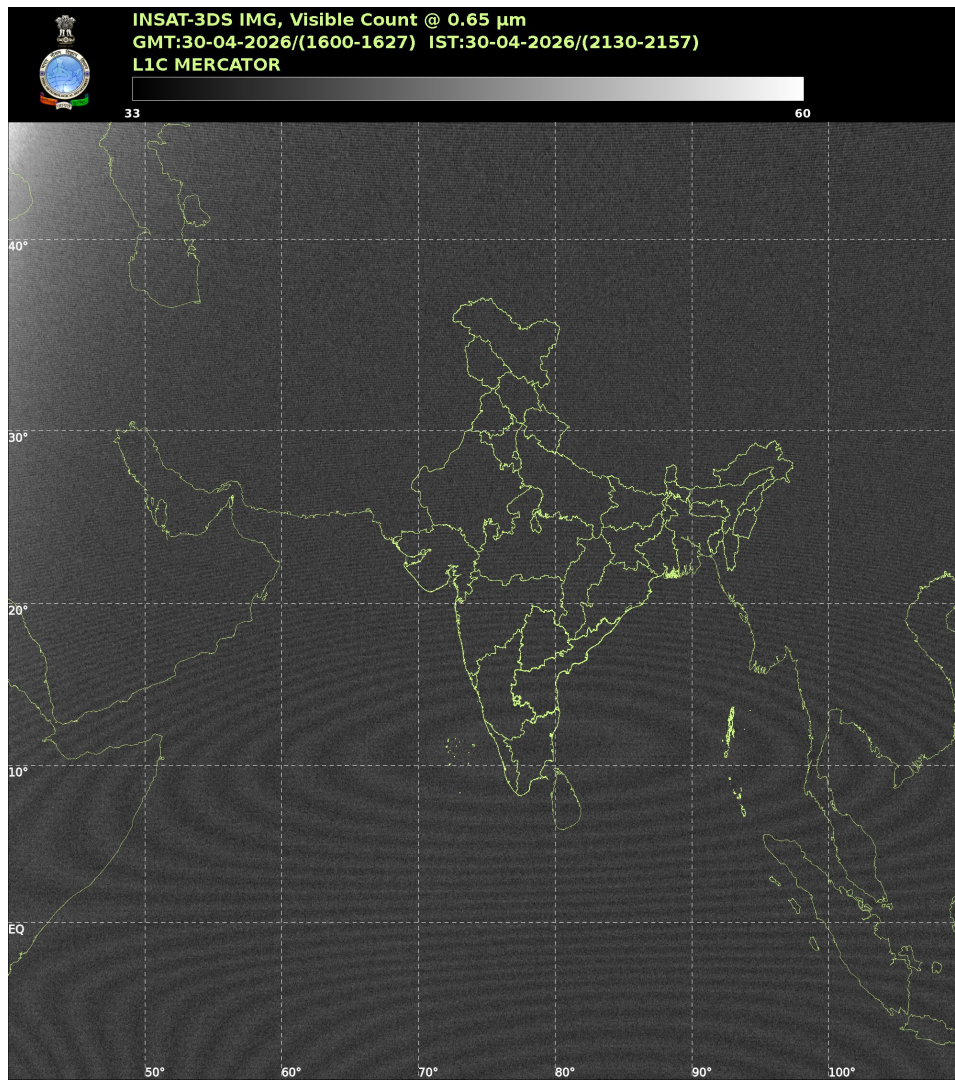 INSAT-3DS IMG, Visible Count @ 0.65 μm
GMT:30-04-2026/(1600-1627) IST:30-04-2026/(2130-2157)
L1C MERCATOR
33 60
40°
30°
20°
10°
EQ
50° 60° 70° 80° 90° 100°